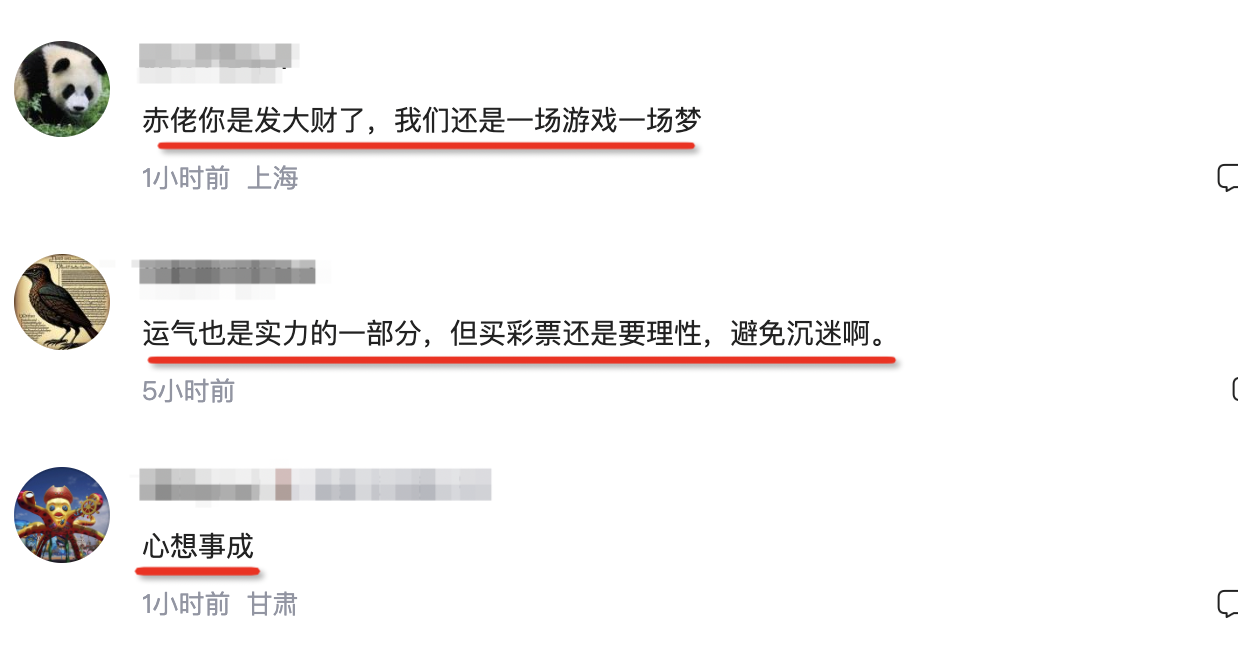 赤佬你是发大财了，我们还是一场游戏一场梦
1小时前 上海
运气也是实力的一部分，但买彩票还是要理性，避免沉迷啊。
5小时前
心想事成
1小时前 甘肃